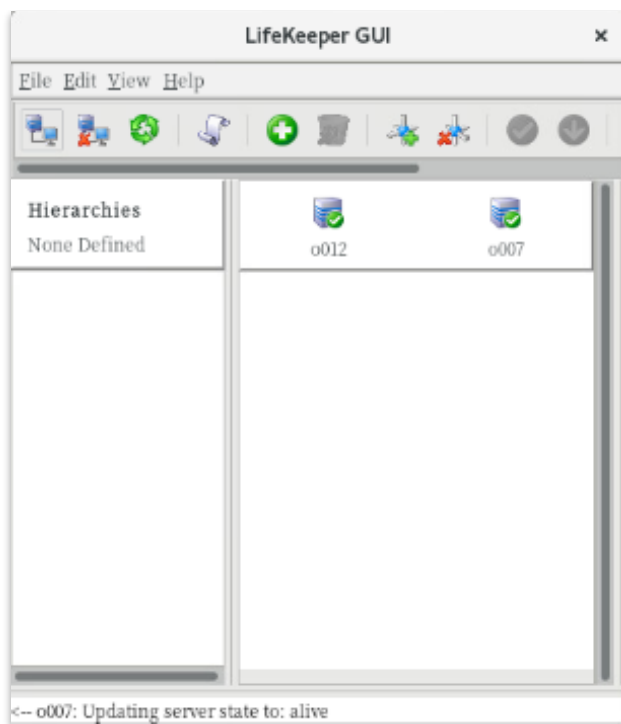 LifeKeeper GUI ×
File Edit View Help
Hierarchies
None Defined
o012 o007
<-- o007: Updating server state to: alive